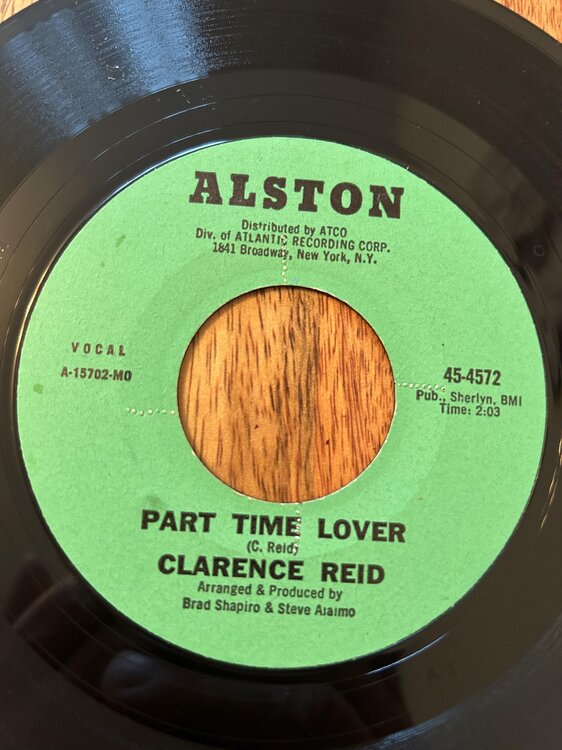 ALSTON
Distributed by ATCO
Div. of ATLANTIC RECORDING CORP.
1841 Broadway, New York, N.Y.
VOCAL
A-15702-MO
45-4572
Pub., Sherlyn, BMI
Time: 2:03
PART TIME LOVER
(C. Reid)
CLARENCE REID
Arranged & Produced by
Brad Shapiro & Steve Alaimo
AT